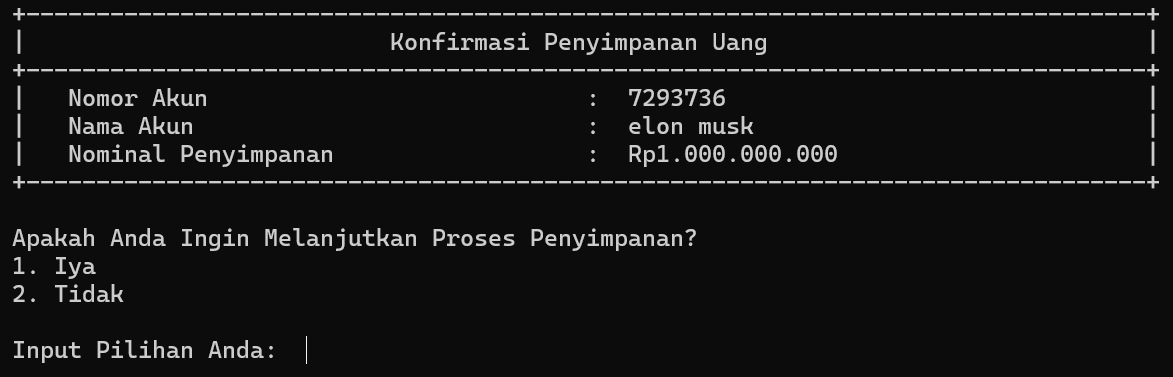 Konfirmasi Penyimpanan Uang
Nomor Akun : 7293736
Nama Akun : elon musk
Nominal Penyimpanan : Rp1.000.000.000
Apakah Anda Ingin Melanjutkan Proses Penyimpanan?
1. Iya
2. Tidak
Input Pilihan Anda: